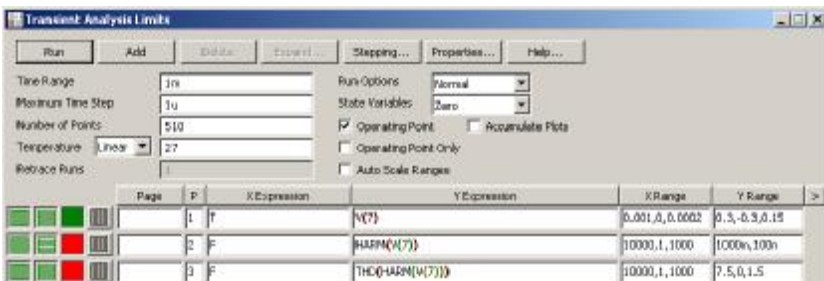 Transient Analysis Limits
Run Add Delete Expand... Stepping... Properties... Help...
Time Range 1m Run Options Normal
Maximum Time Step 1u State Variables Zero
Number of Points 510 Operating Point Accumulate Plots
Temperature Linear 27 Operating Point Only
Retrace Runs 1 Auto Scale Ranges
Page P X Expression Y Expression X Range Y Range >
1 T V(7) 0.001,0,0.0002 0.3,-0.3,0.15
2 F HARM(V(7)) 10000,1,1000 1000n,100n
3 F THD(HARM(V(7))) 10000,1,1000 7.5,0,1.5